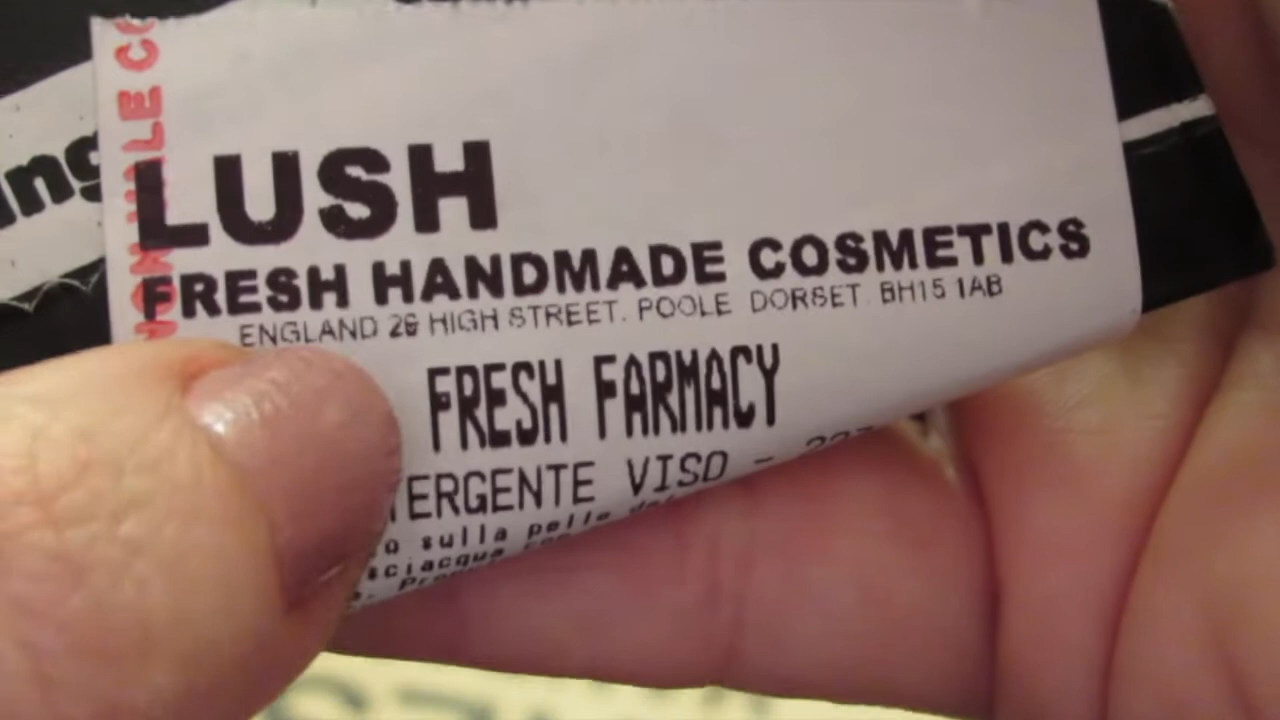 LUSH
FRESH HANDMADE COSMETICS
ENGLAND 29 HIGH STREET. POOLE DORSET. BH15 1AB
FRESH FARMACY
TERGENTE VISO -
sulla pelle
sciacqua
ing